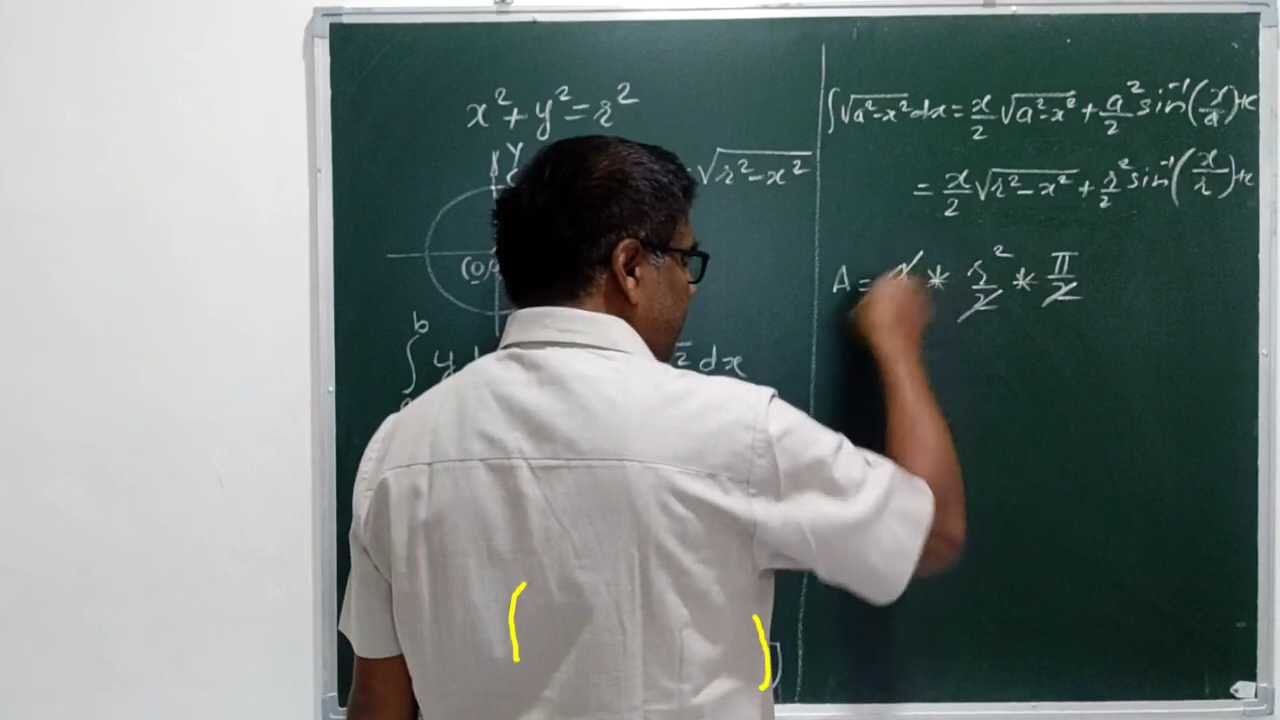 x² + y² = r²
Y
√(r² − x²)
(0,
b
∫ y
2 dx
∫√(a² − x²) dx = x/2 √(a² − x²) + a²/2 sin⁻¹(x/a) + c
= x/2 √(r² − x²) + r²/2 sin⁻¹(x/r) + c
A = * r²/2 * π/2